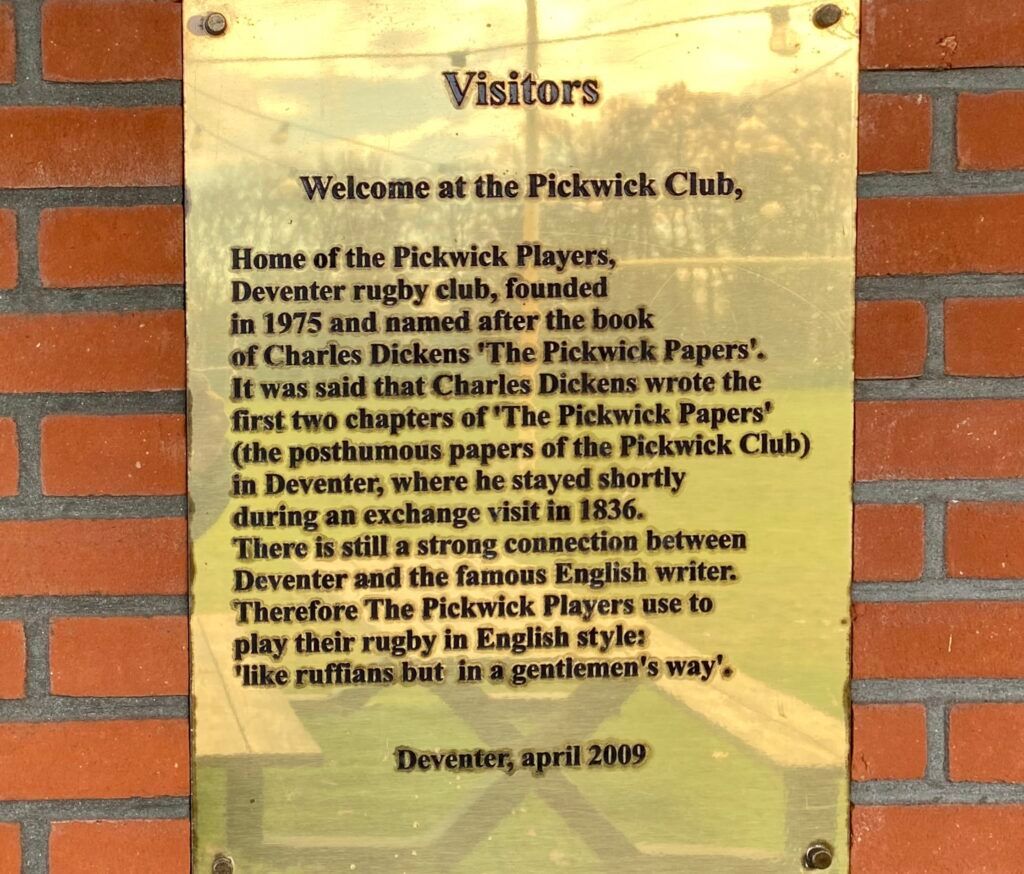 Visitors
Welcome at the Pickwick Club,
Home of the Pickwick Players,
Deventer rugby club, founded
in 1975 and named after the book
of Charles Dickens 'The Pickwick Papers'.
It was said that Charles Dickens wrote the
first two chapters of 'The Pickwick Papers'
(the posthumous papers of the Pickwick Club)
in Deventer, where he stayed shortly
during an exchange visit in 1836.
There is still a strong connection between
Deventer and the famous English writer.
Therefore The Pickwick Players use to
play their rugby in English style:
'like ruffians but  in a gentlemen's way'.
Deventer, april 2009